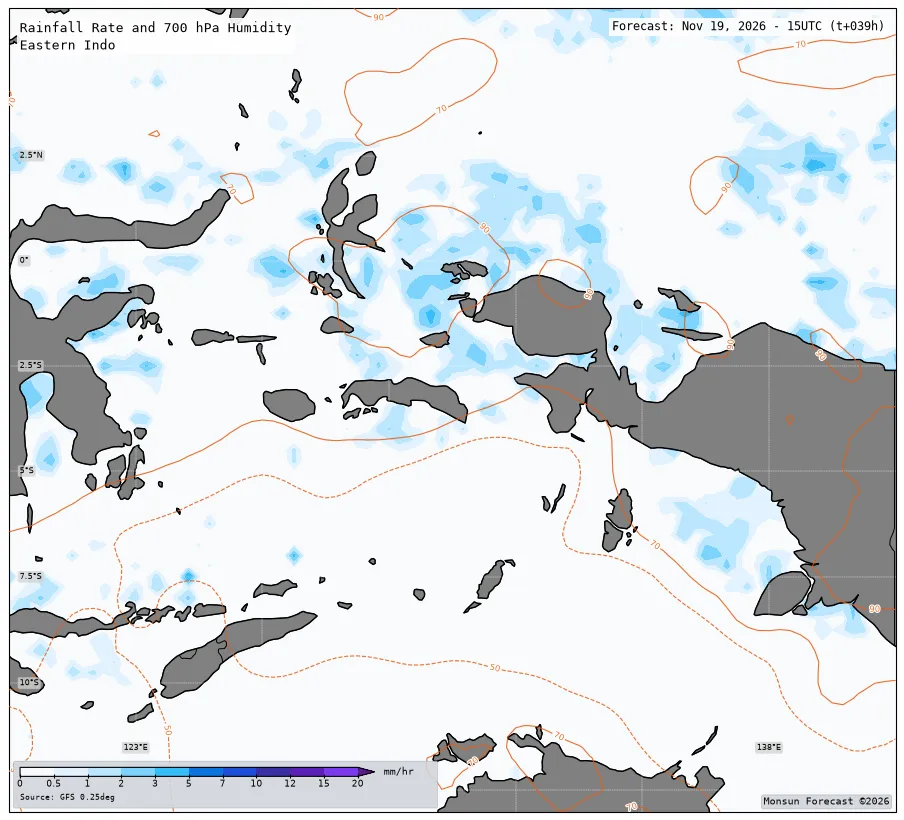 Rainfall Rate and 700 hPa Humidity
Eastern Indo
Forecast: Nov 19, 2026 - 15UTC (t+039h)
90
70
70
70
2.5°N
70
90
90
0°
90
90
90
2.5°S
5°S
70
7.5°S
90
50
10°S
50
70
123°E
138°E
mm/hr
0 0.5 1 2 3 5 7 10 12 15 20
Source: GFS 0.25deg
70
Monsun Forecast ©2026